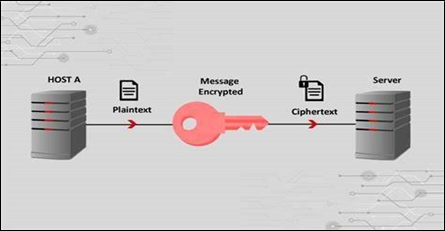 HOST A
Plaintext
Message
Encrypted
Ciphertext
Server